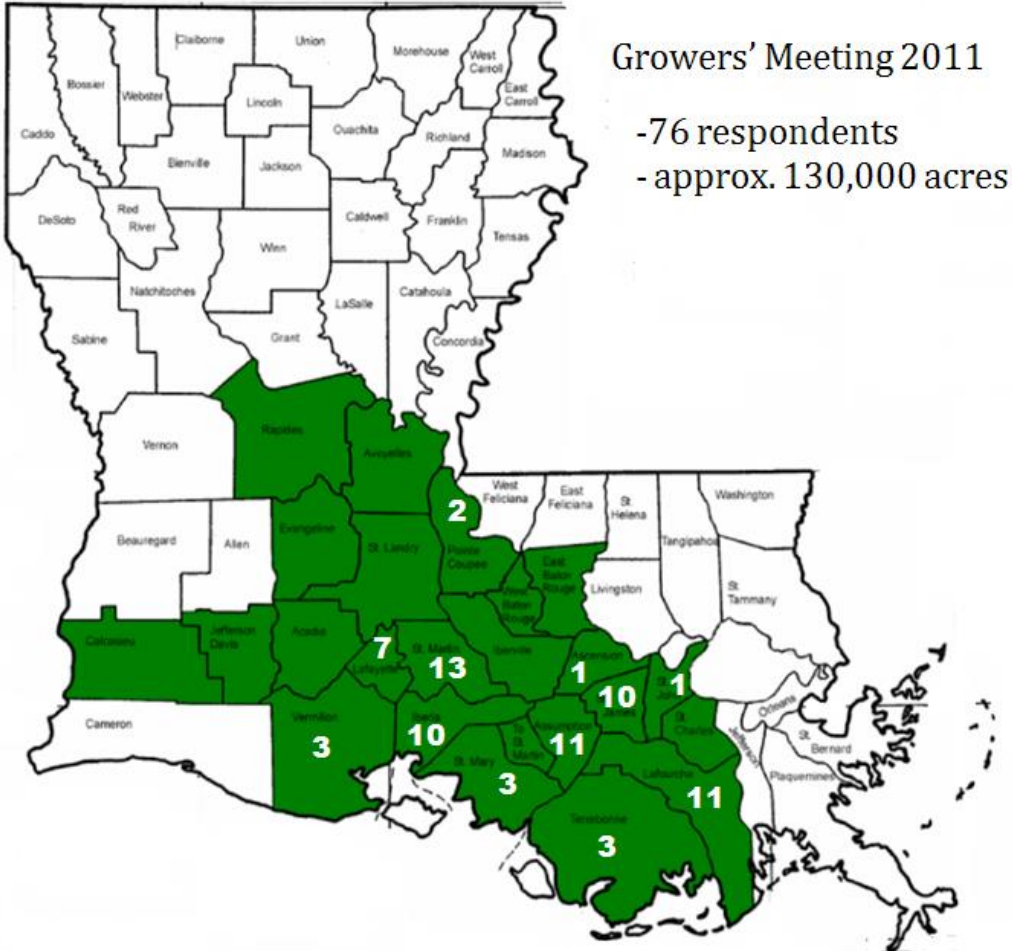 Growers' Meeting 2011
-76 respondents
- approx. 130,000 acres
Claiborne
Union
Morehouse
West
Carroll
East
Carroll
Bossier
Webster
Lincoln
Caddo
Ouachita
Richland
Madison
Bienville
Jackson
DeSoto
Red
River
Caldwell
Franklin
Tensas
Winn
Natchitoches
LaSalle
Catahoula
Sabine
Grant
Concordia
Rapides
Vernon
Avoyelles
West
Feliciana
East
Feliciana
St.
Helena
Washington
2
Beauregard
Allen
Evangeline
St. Landry
Pointe
Coupee
Tangipahoa
East
Baton
Rouge
Livingston
West
Baton
Rouge
St.
Tammany
Calcasieu
Jefferson
Davis
Acadia
7
Lafayette
St. Martin
13
Iberville
Ascension
1
10
James
St.
John
1
Cameron
Vermilion
3
Iberia
10
Assumption
11
St.
Charles
St. Mary
3
St.
Martin
Lafourche
11
Terrebonne
3
Jefferson
Orleans
St.
Bernard
Plaquemines